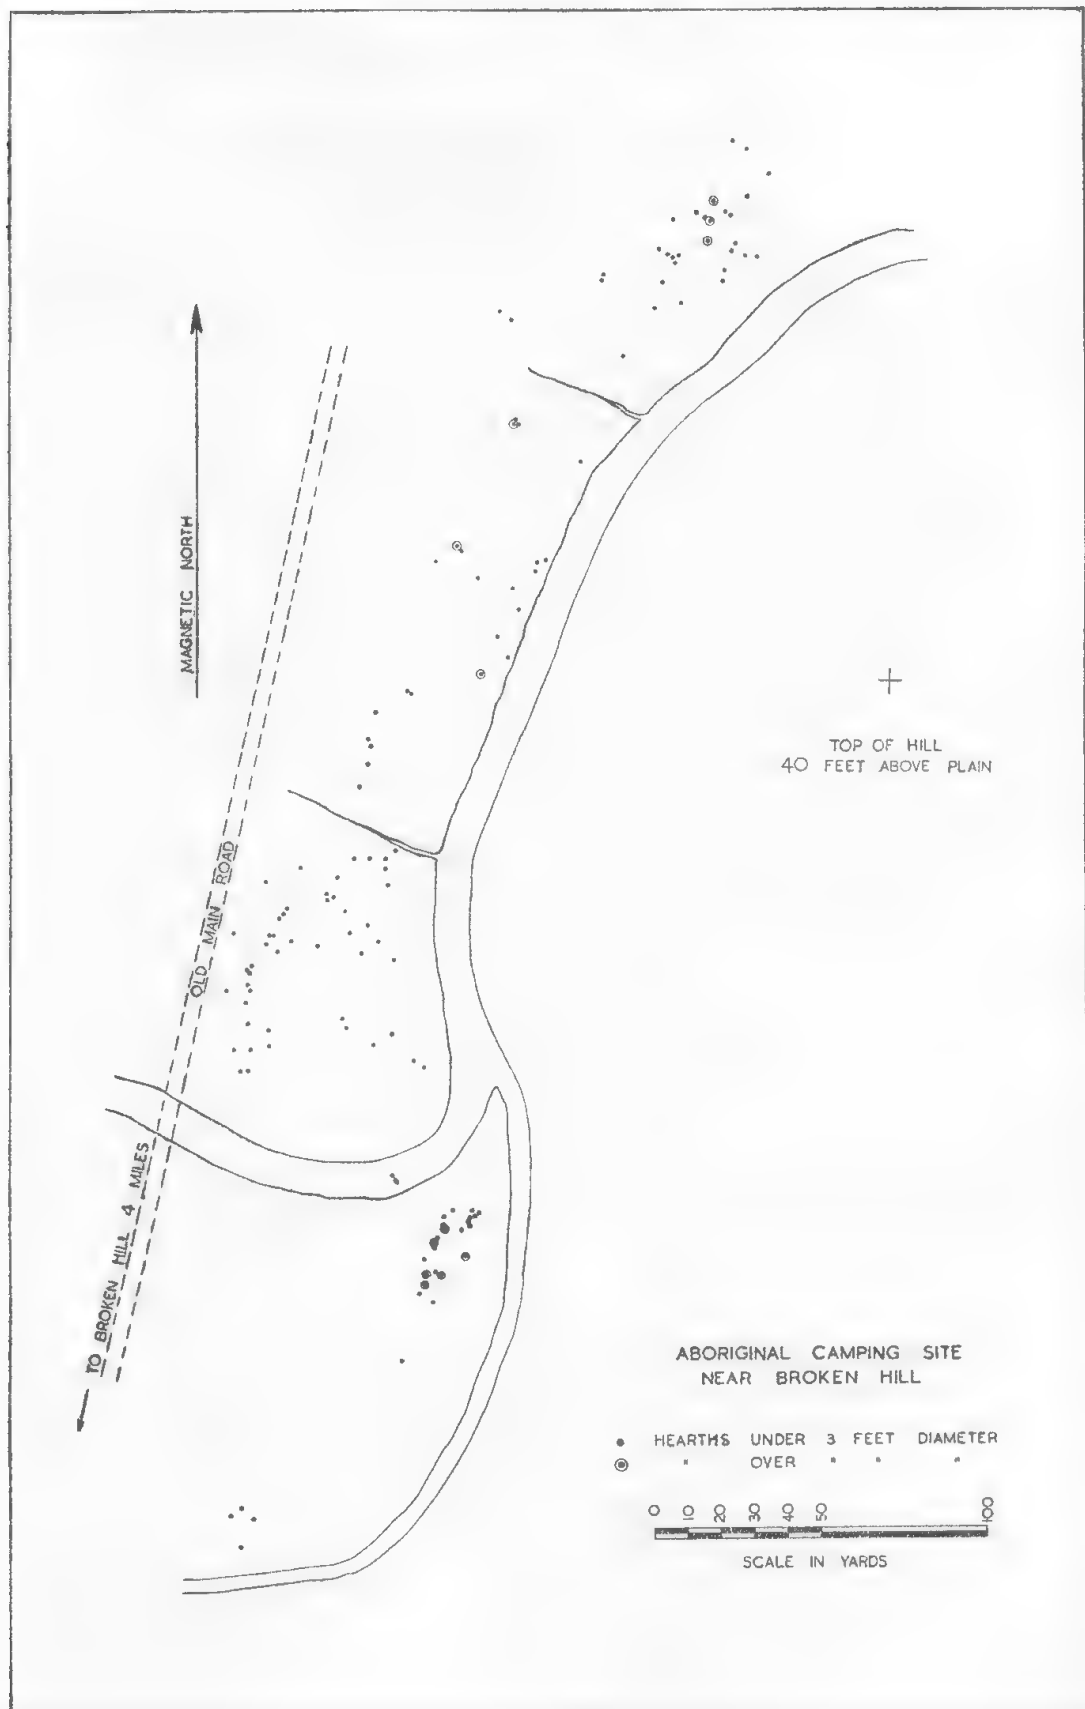 MAGNETIC NORTH
TOP OF HILL
40 FEET ABOVE PLAIN
OLD MAIN ROAD
TO BROKEN HILL 4 MILES
ABORIGINAL CAMPING SITE
NEAR BROKEN HILL
HEARTHS UNDER 3 FEET DIAMETER
" OVER " " "
0 10 20 30 40 50 100
SCALE IN YARDS